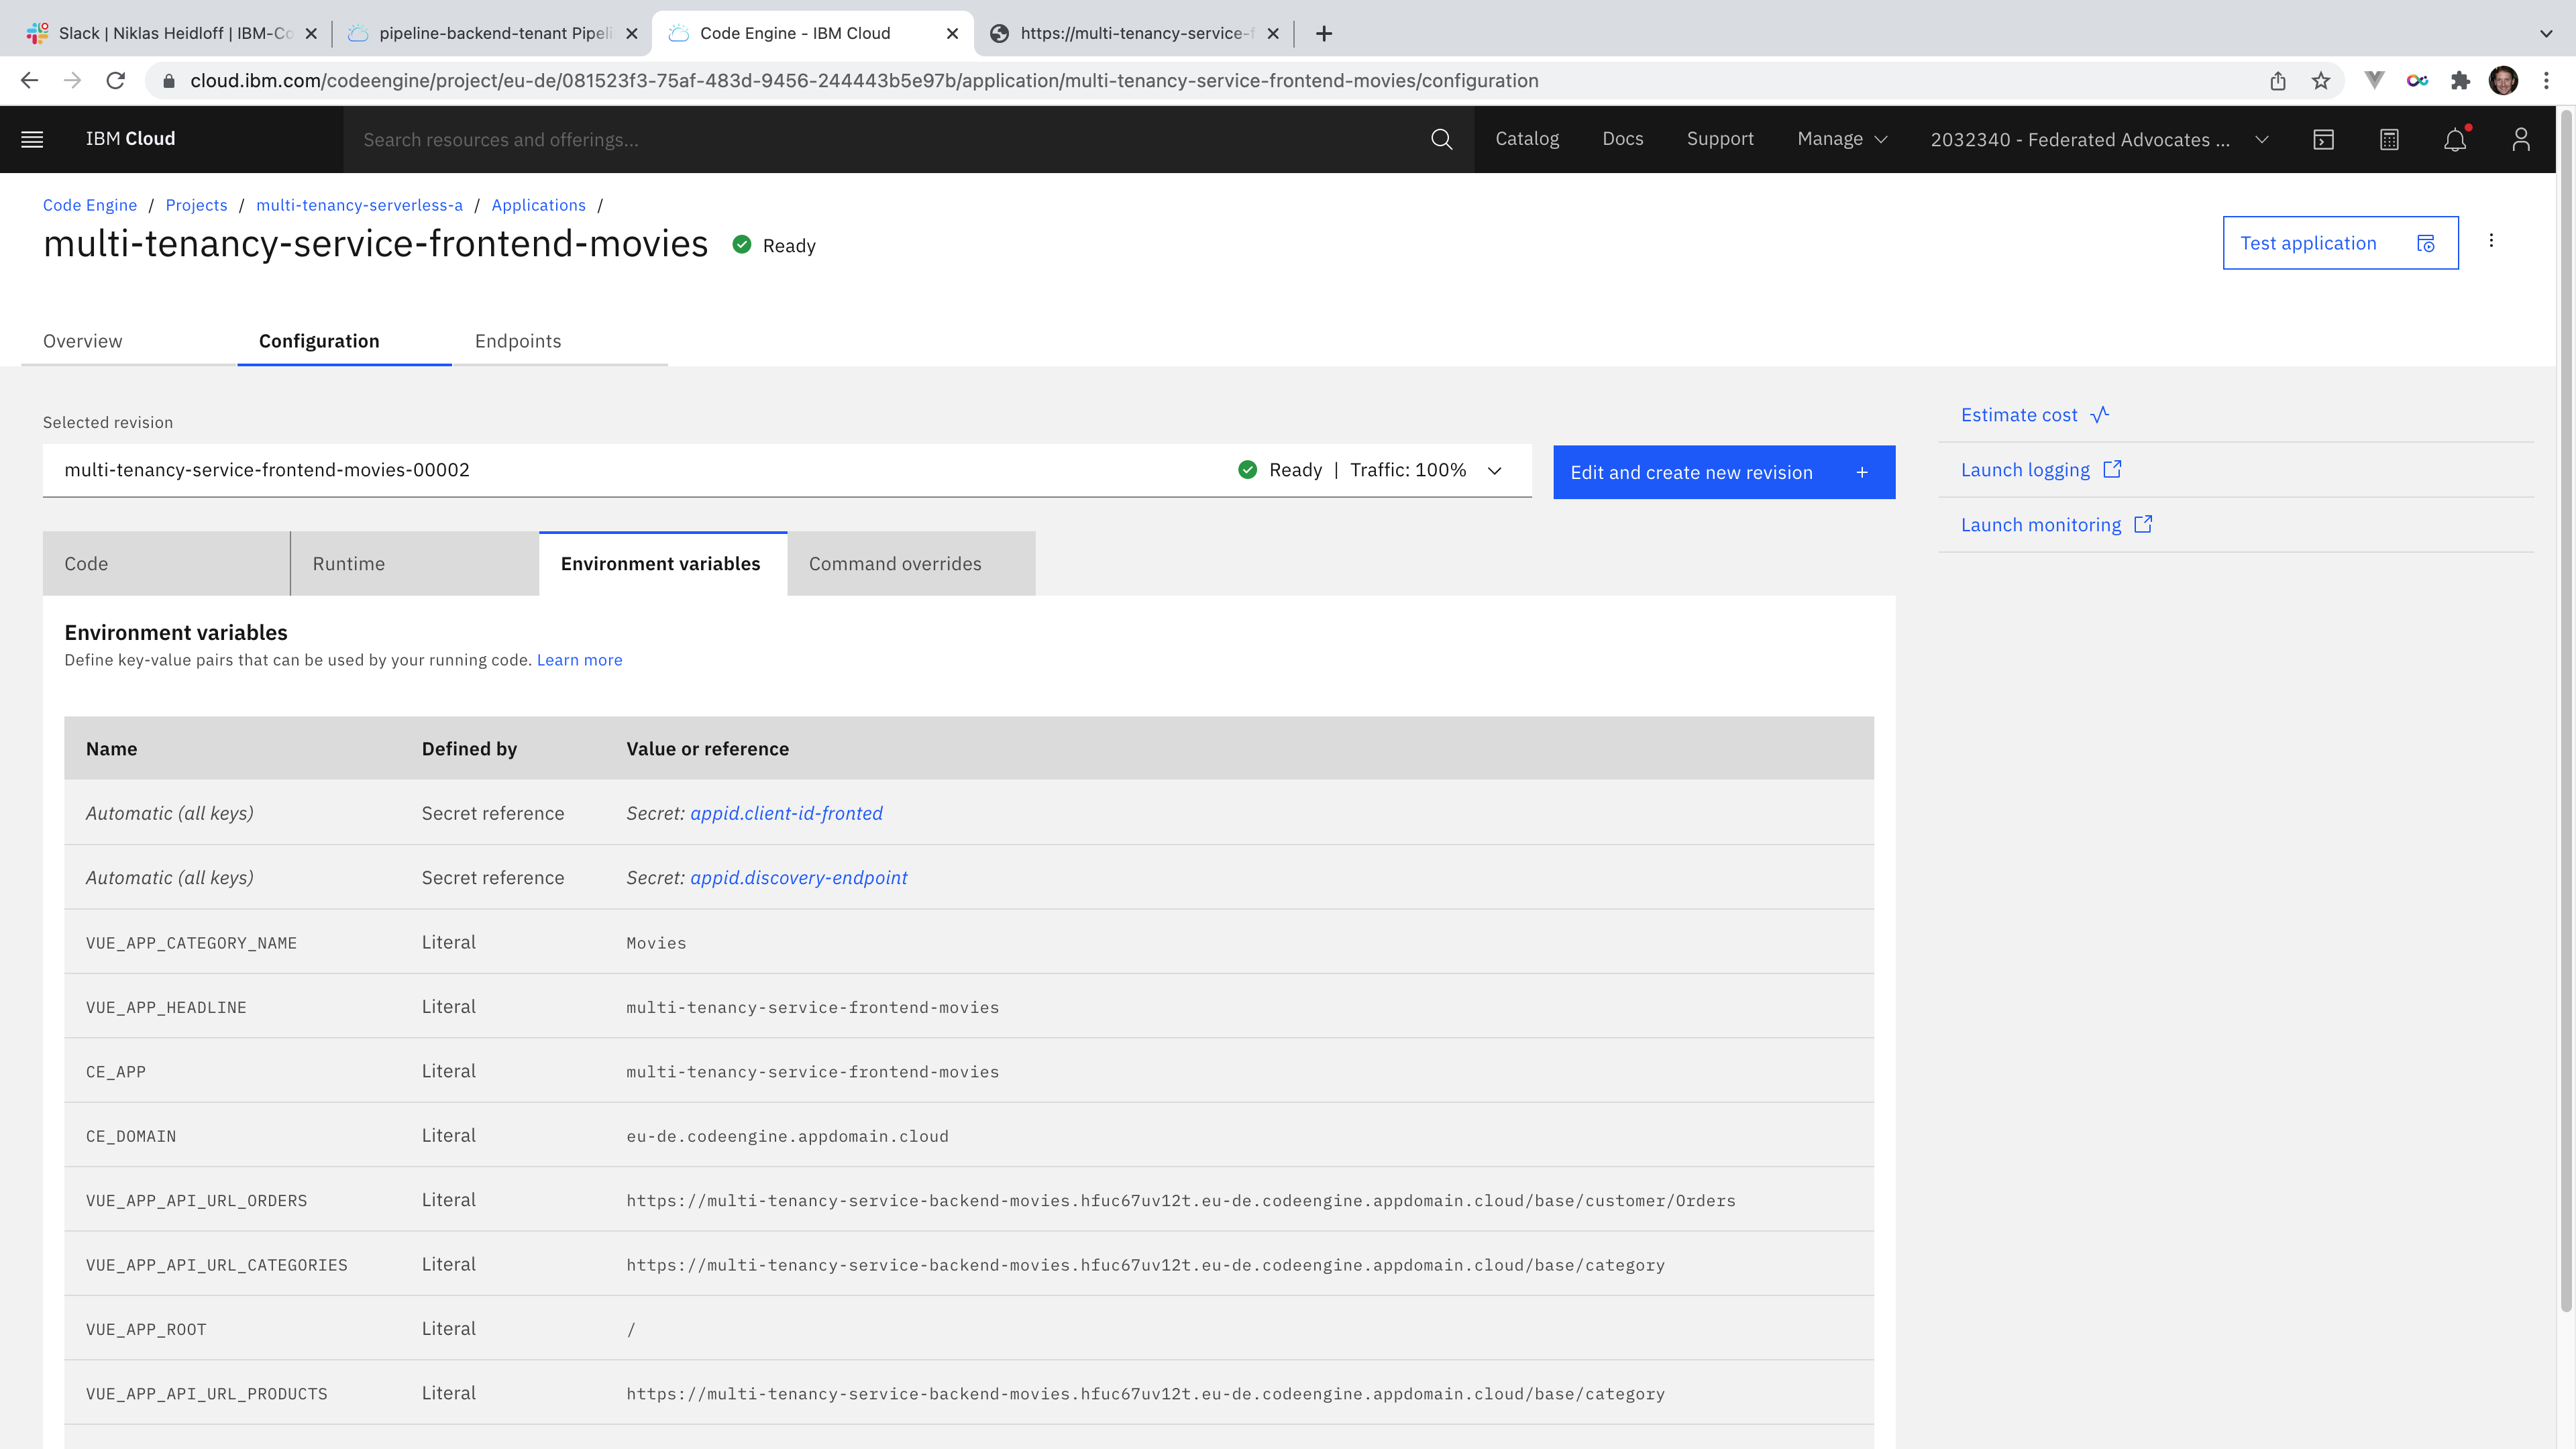 Slack | Niklas Heidloff | IBM-Co
pipeline-backend-tenant Pipeli
Code Engine - IBM Cloud
https://multi-tenancy-service-f
cloud.ibm.com/codeengine/project/eu-de/081523f3-75af-483d-9456-244443b5e97b/application/multi-tenancy-service-frontend-movies/configuration
IBM Cloud
Search resources and offerings...
Catalog
Docs
Support
Manage
2032340 - Federated Advocates ...
Code Engine / Projects / multi-tenancy-serverless-a / Applications /
multi-tenancy-service-frontend-movies
Ready
Test application
Overview
Configuration
Endpoints
Selected revision
multi-tenancy-service-frontend-movies-00002
Ready | Traffic: 100%
Edit and create new revision +
Estimate cost
Launch logging
Launch monitoring
Code
Runtime
Environment variables
Command overrides
Environment variables
Define key-value pairs that can be used by your running code. Learn more
Name Defined by Value or reference
Automatic (all keys) Secret reference Secret: appid.client-id-fronted
Automatic (all keys) Secret reference Secret: appid.discovery-endpoint
VUE_APP_CATEGORY_NAME Literal Movies
VUE_APP_HEADLINE Literal multi-tenancy-service-frontend-movies
CE_APP Literal multi-tenancy-service-frontend-movies
CE_DOMAIN Literal eu-de.codeengine.appdomain.cloud
VUE_APP_API_URL_ORDERS Literal https://multi-tenancy-service-backend-movies.hfuc67uv12t.eu-de.codeengine.appdomain.cloud/base/customer/Orders
VUE_APP_API_URL_CATEGORIES Literal https://multi-tenancy-service-backend-movies.hfuc67uv12t.eu-de.codeengine.appdomain.cloud/base/category
VUE_APP_ROOT Literal /
VUE_APP_API_URL_PRODUCTS Literal https://multi-tenancy-service-backend-movies.hfuc67uv12t.eu-de.codeengine.appdomain.cloud/base/category